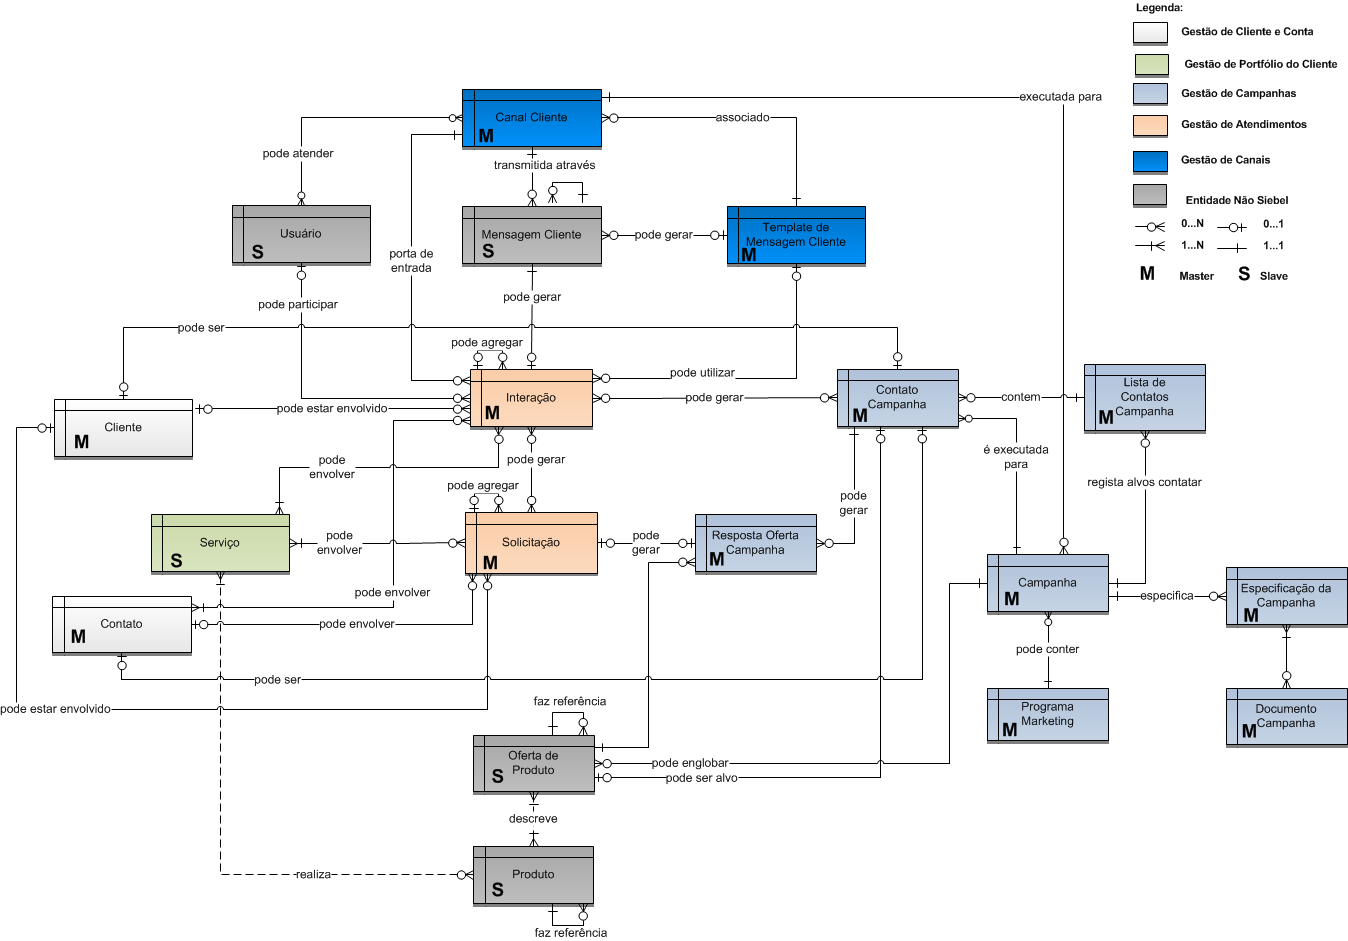 Legenda:
Gestão de Cliente e Conta
Gestão de Portfólio do Cliente
Gestão de Campanhas
Gestão de Atendimentos
Gestão de Canais
Entidade Não Siebel
0...N
0...1
1...N
1...1
M Master
S Slave
executada para
Canal Cliente
M
associado
pode atender
transmitida através
Usuário
S
Mensagem Cliente
S
pode gerar
Template de
Mensagem Cliente
M
porta de
entrada
pode participar
pode gerar
pode ser
pode agregar
pode utilizar
Interação
M
pode gerar
Contato
Campanha
M
contem
Lista de
Contatos
Campanha
M
Cliente
M
pode estar envolvido
é executada
para
pode
envolver
pode gerar
pode agregar
pode
gerar
regista alvos contatar
Serviço
S
pode
envolver
Solicitação
M
pode
gerar
Resposta Oferta
Campanha
M
Campanha
M
especifica
Especificação da
Campanha
M
pode envolver
Contato
M
pode envolver
pode conter
pode ser
pode estar envolvido
faz referência
Programa
Marketing
M
Documento
Campanha
M
Oferta de
Produto
S
pode englobar
pode ser alvo
descreve
realiza
Produto
S
faz referência